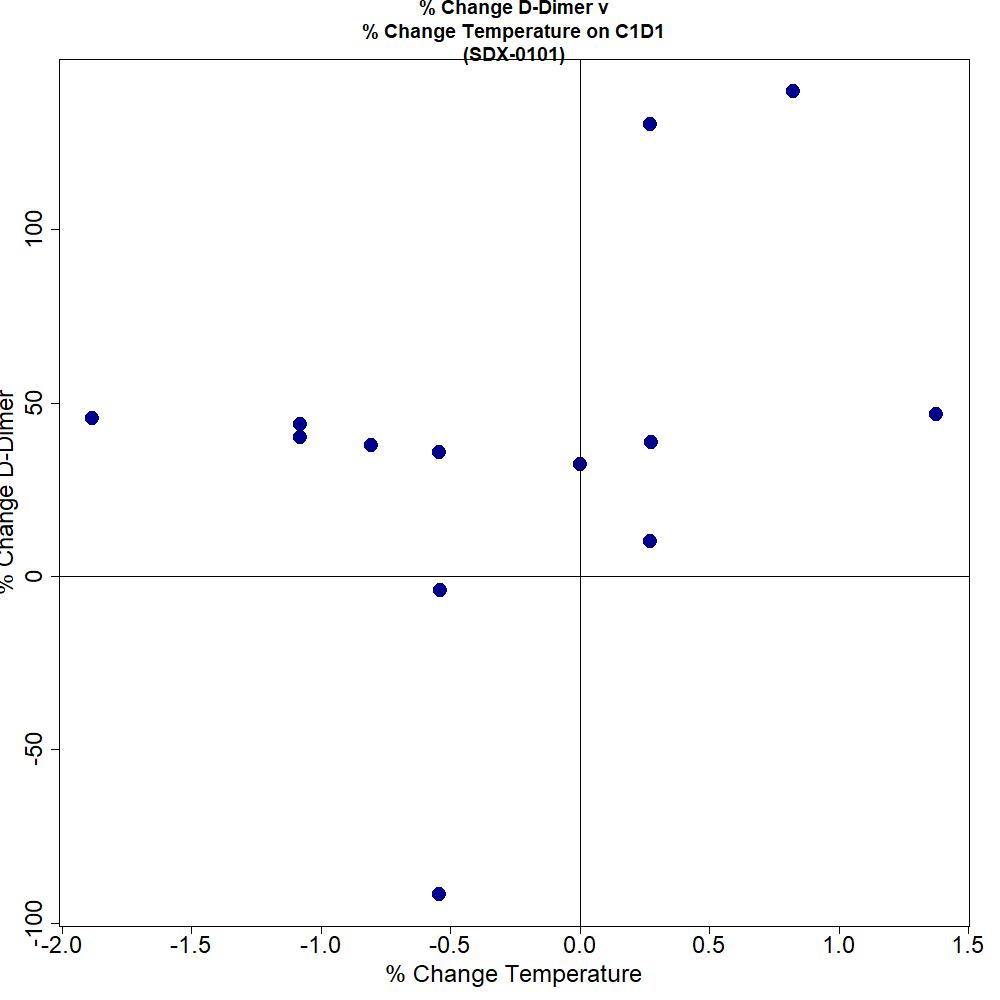 % Change D-Dimer v
% Change Temperature on C1D1
(SDX-0101)
% Change D-Dimer
100
50
0
-50
-100
-2.0
-1.5
-1.0
-0.5
0.0
0.5
1.0
1.5
% Change Temperature